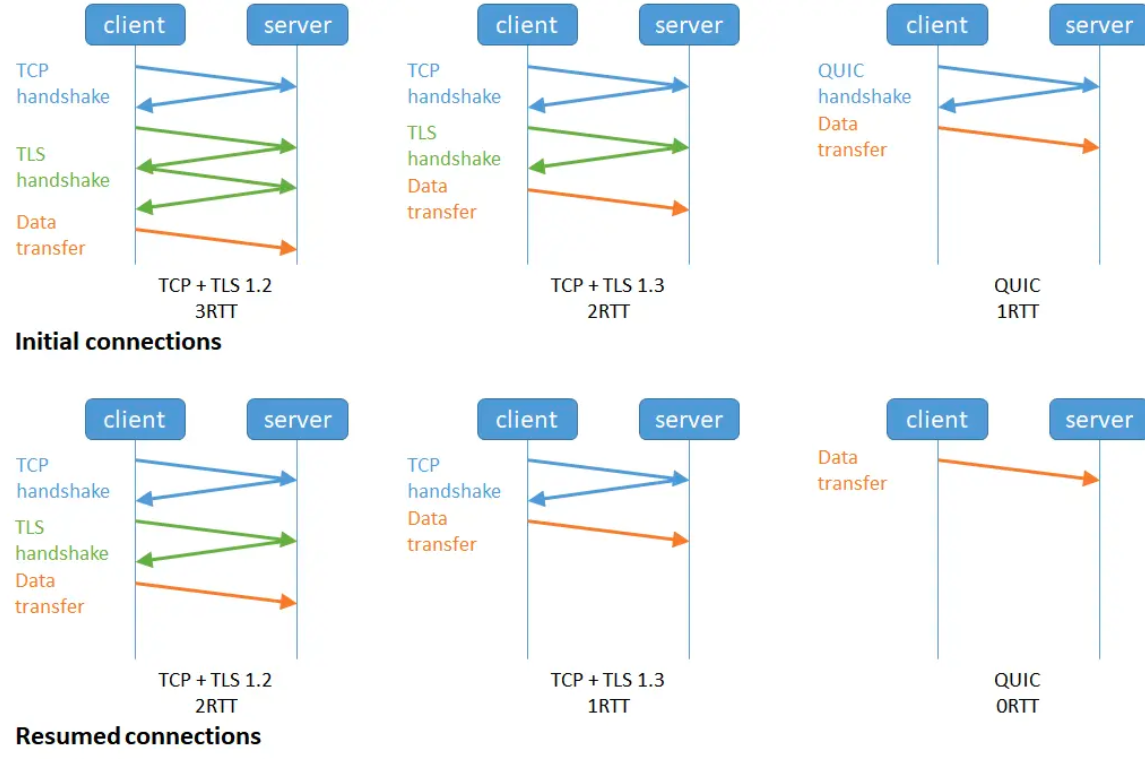 client server client server client server
TCP
handshake
TLS
handshake
Data
transfer
TCP + TLS 1.2
3RTT
TCP
handshake
TLS
handshake
Data
transfer
TCP + TLS 1.3
2RTT
QUIC
handshake
Data
transfer
QUIC
1RTT
Initial connections
client server client server client server
TCP
handshake
TLS
handshake
Data
transfer
TCP + TLS 1.2
2RTT
TCP
handshake
Data
transfer
TCP + TLS 1.3
1RTT
Data
transfer
QUIC
0RTT
Resumed connections